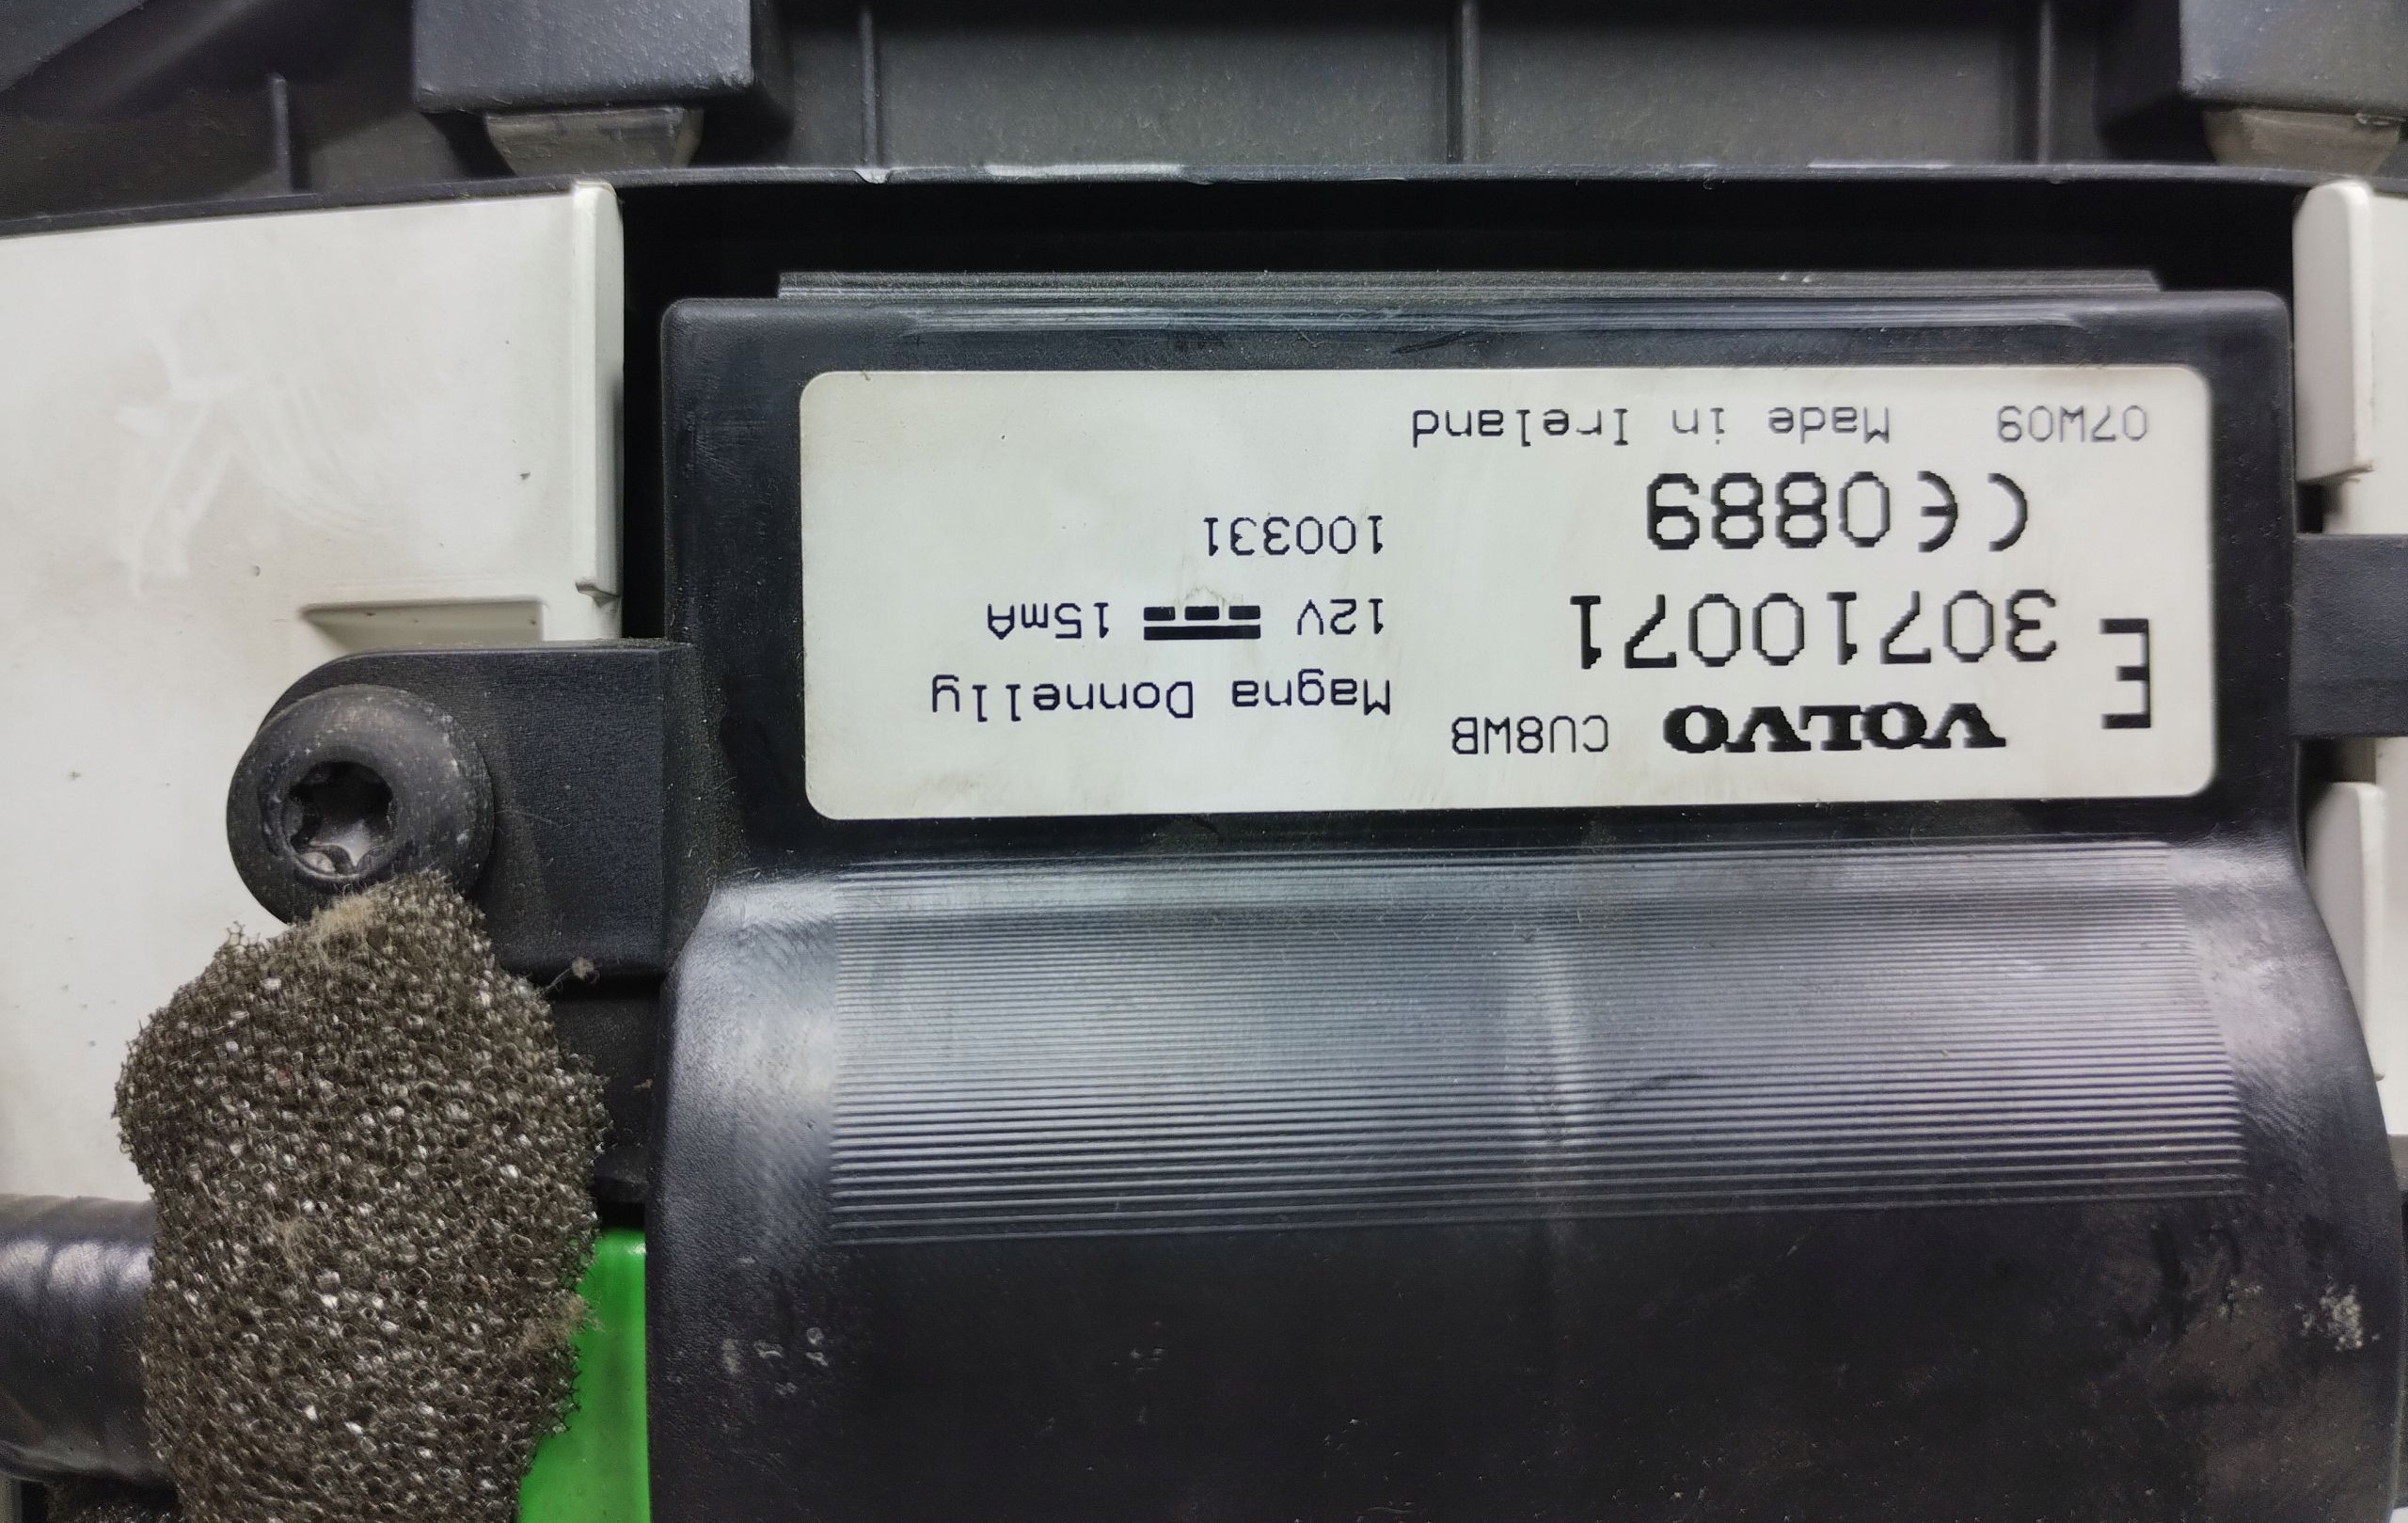 E
VOLVO CU8WB
30710071
CE0889
07W09 Made in Ireland
Magna Donnelly
12V 15mA
100331